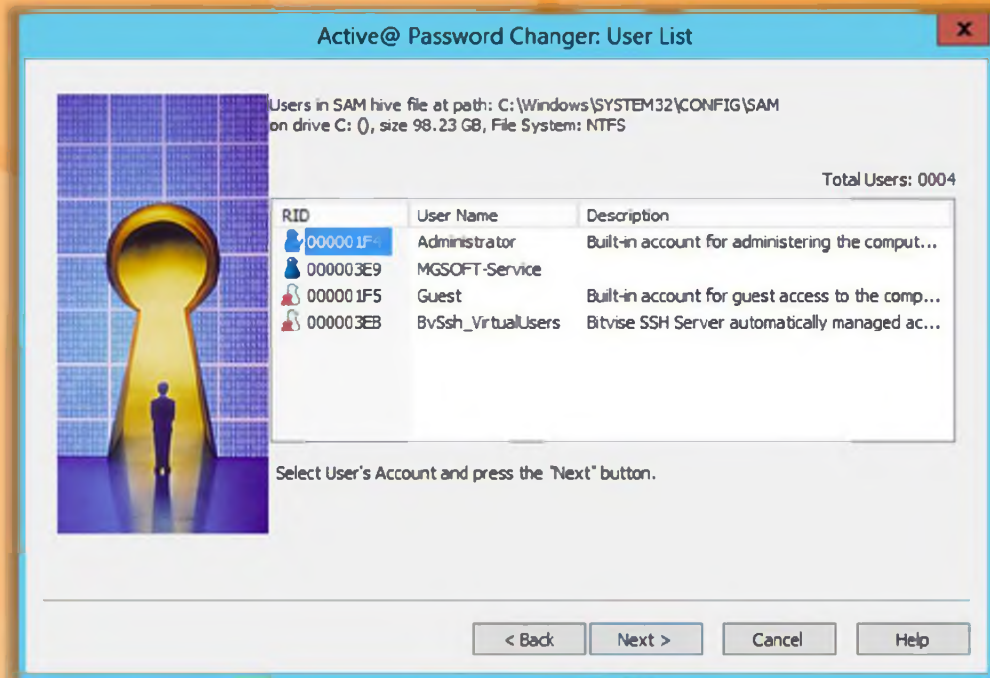 Active@ Password Changer: User List
x
Users in SAM hive file at path: C:\Windows\SYSTEM32\CONFIG\SAM
on drive C: (), size 98.23 GB, File System: NTFS
Total Users: 0004
RID User Name Description
000001F4 Administrator Built-in account for administering the comput...
000003E9 MGSOFT-Service
000001F5 Guest Built-in account for guest access to the comp...
000003EB BvSsh_VirtualUsers Bitvise SSH Server automatically managed ac...
Select User's Account and press the "Next" button.
< Back Next > Cancel Help